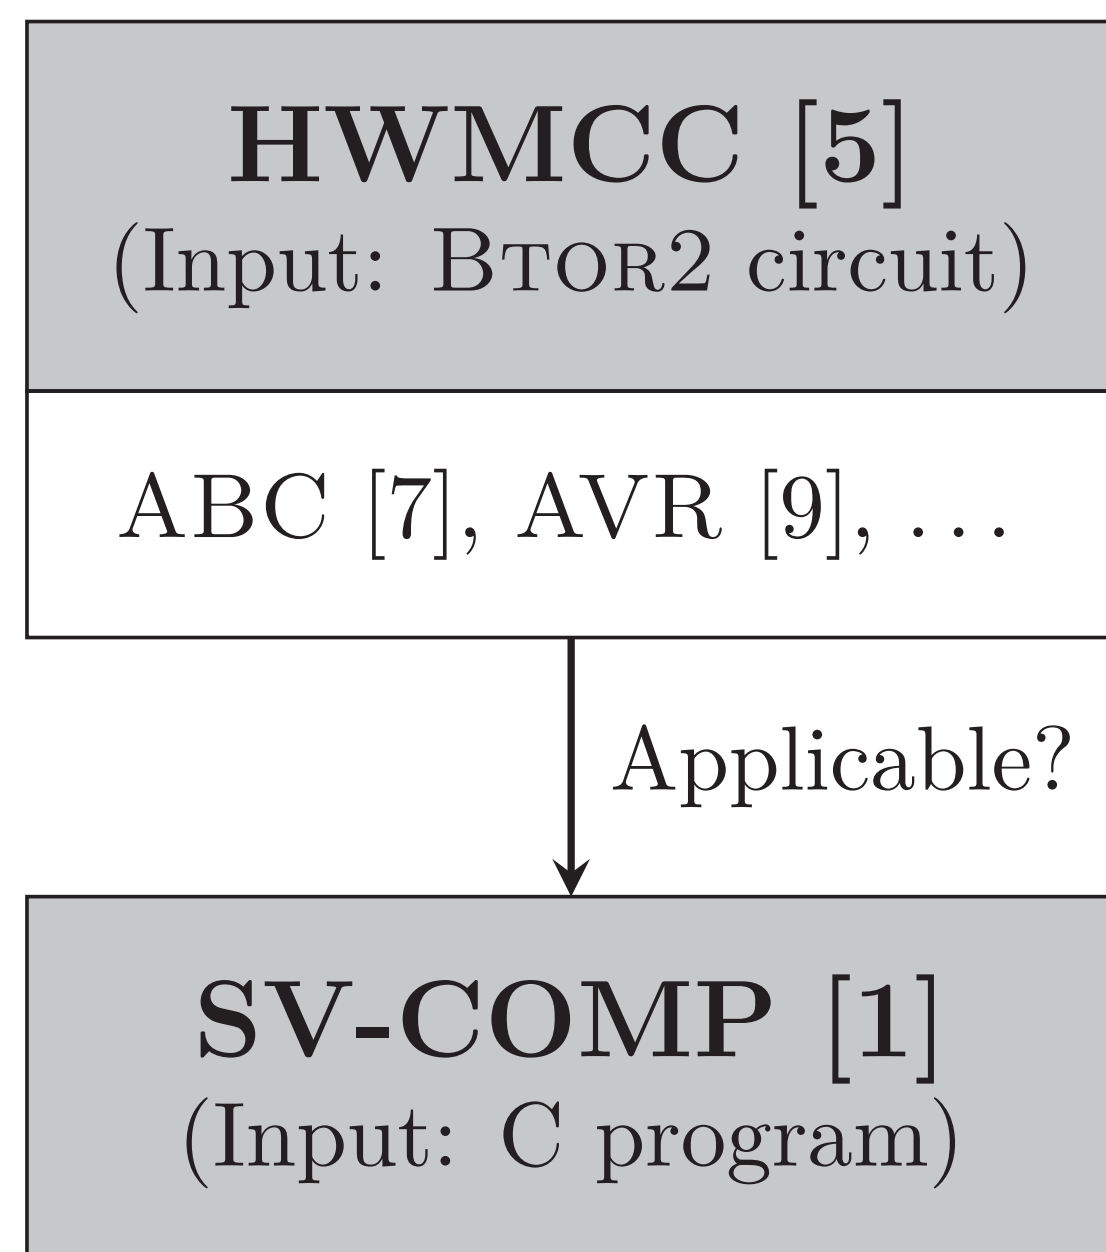 HWMCC [5]
(Input: BTOR2 circuit)
ABC [7], AVR [9], ...
Applicable?
SV-COMP [1]
(Input: C program)